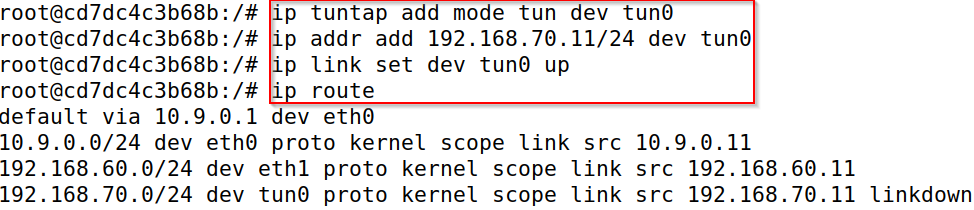 root@cd7dc4c3b68b:/# ip tuntap add mode tun dev tun0
root@cd7dc4c3b68b:/# ip addr add 192.168.70.11/24 dev tun0
root@cd7dc4c3b68b:/# ip link set dev tun0 up
root@cd7dc4c3b68b:/# ip route
default via 10.9.0.1 dev eth0
10.9.0.0/24 dev eth0 proto kernel scope link src 10.9.0.11
192.168.60.0/24 dev eth1 proto kernel scope link src 192.168.60.11
192.168.70.0/24 dev tun0 proto kernel scope link src 192.168.70.11 linkdown